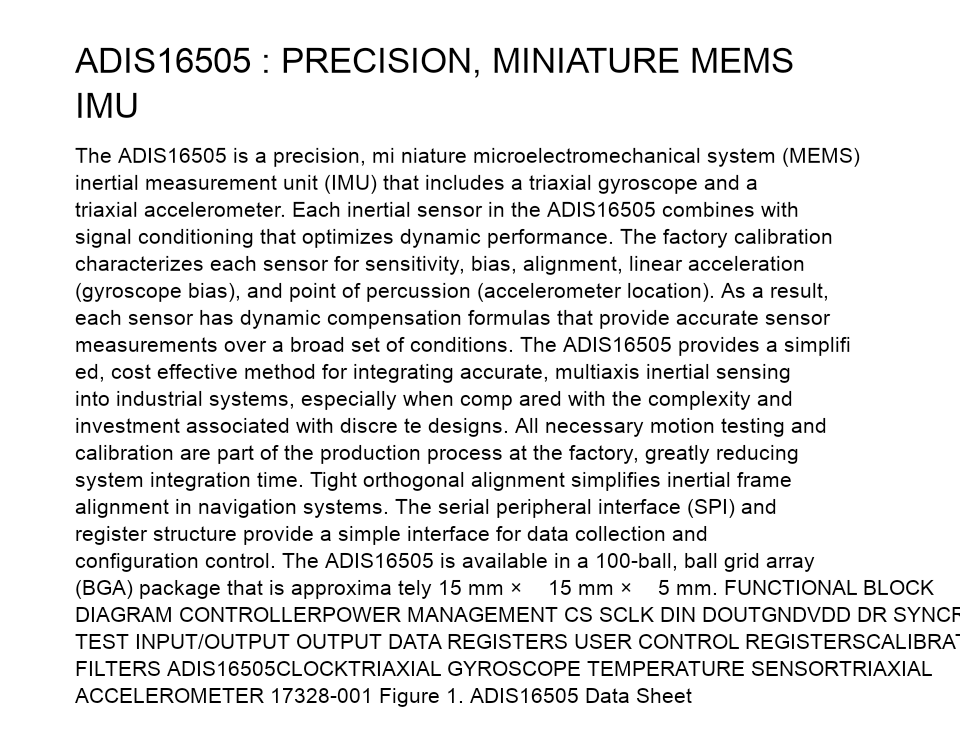 ADIS16505 : PRECISION, MINIATURE MEMS
IMU
The ADIS16505 is a precision, mi niature microelectromechanical system (MEMS)
inertial measurement unit (IMU) that includes a triaxial gyroscope and a
triaxial accelerometer. Each inertial sensor in the ADIS16505 combines with
signal conditioning that optimizes dynamic performance. The factory calibration
characterizes each sensor for sensitivity, bias, alignment, linear acceleration
(gyroscope bias), and point of percussion (accelerometer location). As a result,
each sensor has dynamic compensation formulas that provide accurate sensor
measurements over a broad set of conditions. The ADIS16505 provides a simplifi
ed, cost effective method for integrating accurate, multiaxis inertial sensing
into industrial systems, especially when comp ared with the complexity and
investment associated with discre te designs. All necessary motion testing and
calibration are part of the production process at the factory, greatly reducing
system integration time. Tight orthogonal alignment simplifies inertial frame
alignment in navigation systems. The serial peripheral interface (SPI) and
register structure provide a simple interface for data collection and
configuration control. The ADIS16505 is available in a 100-ball, ball grid array
(BGA) package that is approxima tely 15 mm × 15 mm × 5 mm. FUNCTIONAL BLOCK
DIAGRAM CONTROLLERPOWER MANAGEMENT CS SCLK DIN DOUTGNDVDD DR SYNCR
TEST INPUT/OUTPUT OUTPUT DATA REGISTERS USER CONTROL REGISTERSCALIBRAT
FILTERS ADIS16505CLOCKTRIAXIAL GYROSCOPE TEMPERATURE SENSORTRIAXIAL
ACCELEROMETER 17328-001 Figure 1. ADIS16505 Data Sheet